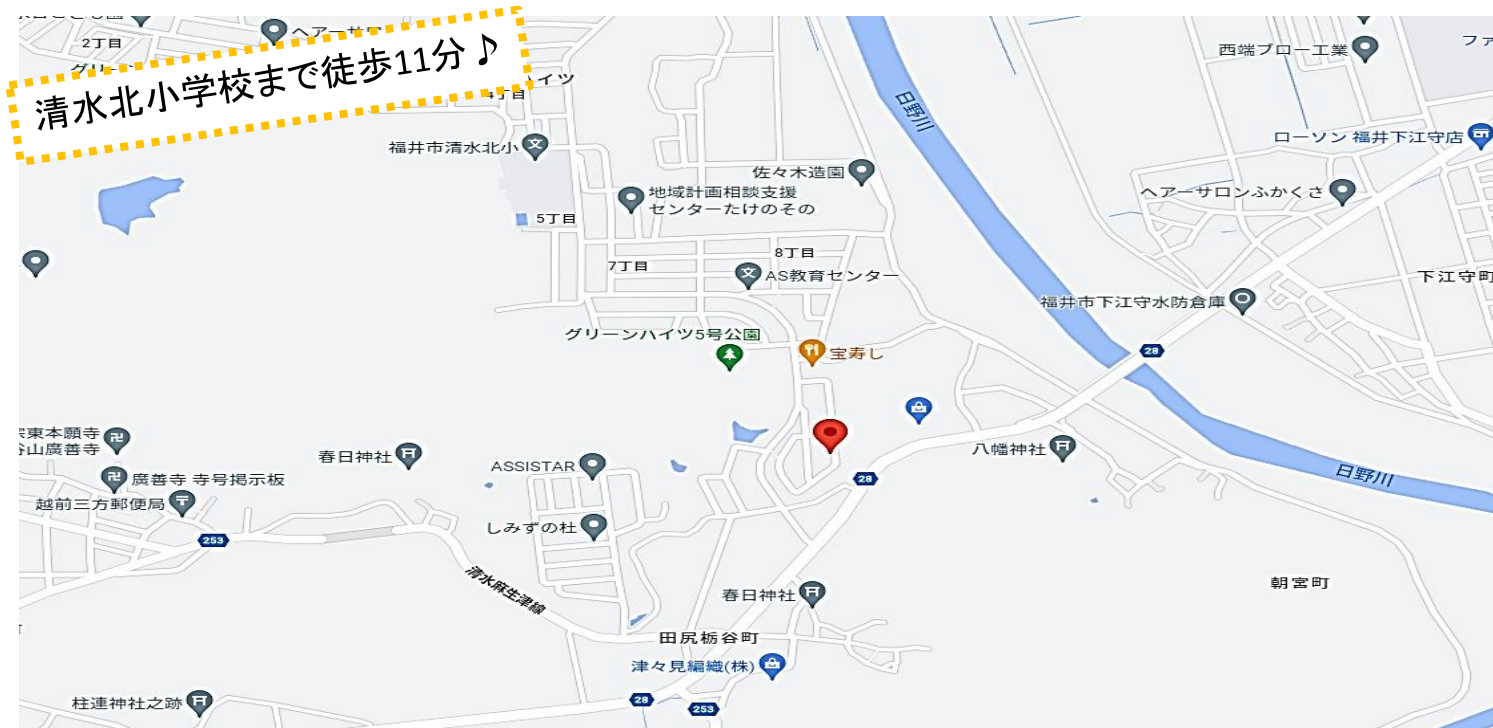 2丁目
ヘアーサロ
清水北小学校まで徒歩11分♪
イツ
4丁目
西端ブロー工業
ファ
日野川
ローソン 福井下江守店
福井市清水北小
佐々木造園
地域計画相談支援
センターたけのその
ヘアーサロンふかくさ
5丁目
8丁目
7丁目
AS教育センター
下江守町
福井市下江守水防倉庫
グリーンハイツ5号公園
宝寿し
28
東本願寺
谷山廣善寺
春日神社
八幡神社
ASSISTAR
廣善寺 寺号掲示板
28
日野川
越前三方郵便局
しみずの杜
253
清水麻生津線
春日神社
朝宮町
田尻栃谷町
津々見編織(株)
柱連神社之跡
28
253